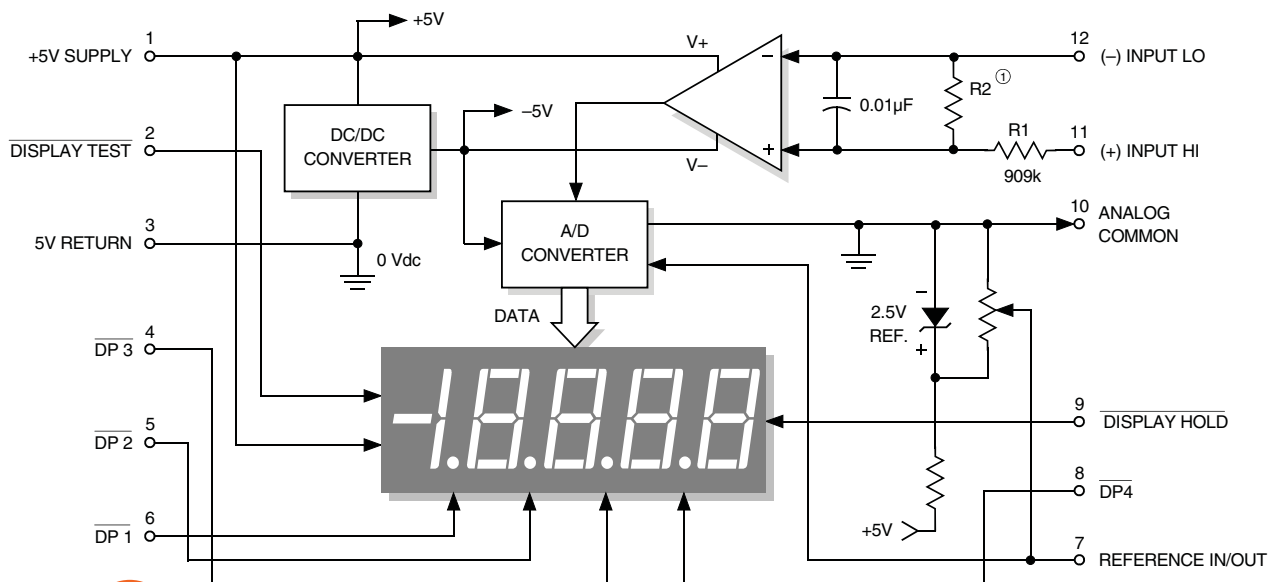 +5V
1
+5V SUPPLY
V+
12
(–) INPUT LO
R2 ①
0.01µF
–5V
DC/DC
CONVERTER
2
DISPLAY TEST
V–
R1
909k
11
(+) INPUT HI
3
5V RETURN
0 Vdc
A/D
CONVERTER
10
ANALOG
COMMON
DATA
–
2.5V
REF.
+
4
DP 3
-1.8.8.8.8
5
DP 2
9
DISPLAY HOLD
8
DP4
6
DP 1
+5V
7
REFERENCE IN/OUT